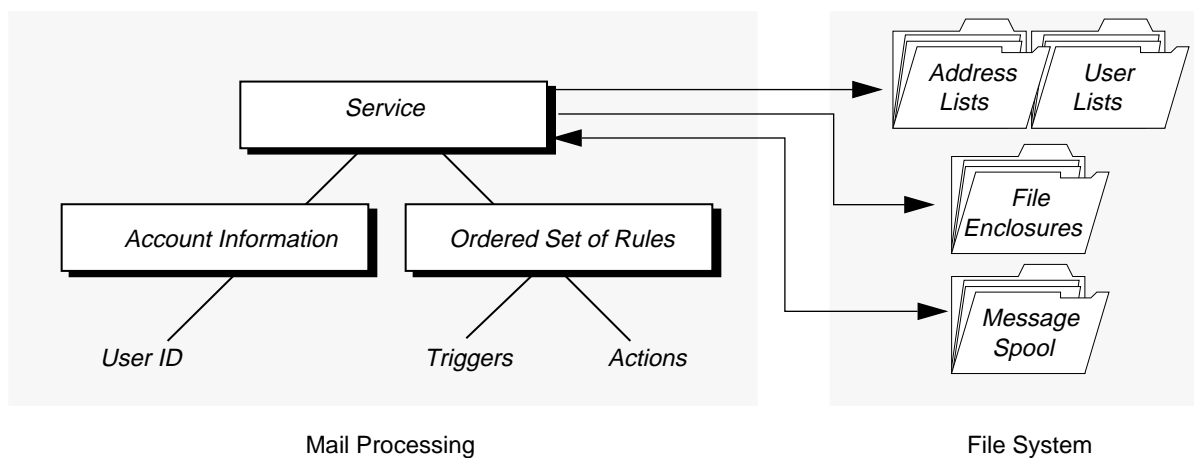 Service
Address
Lists
User
Lists
Account Information
Ordered Set of Rules
File
Enclosures
User ID
Triggers
Actions
Message
Spool
Mail Processing
File System